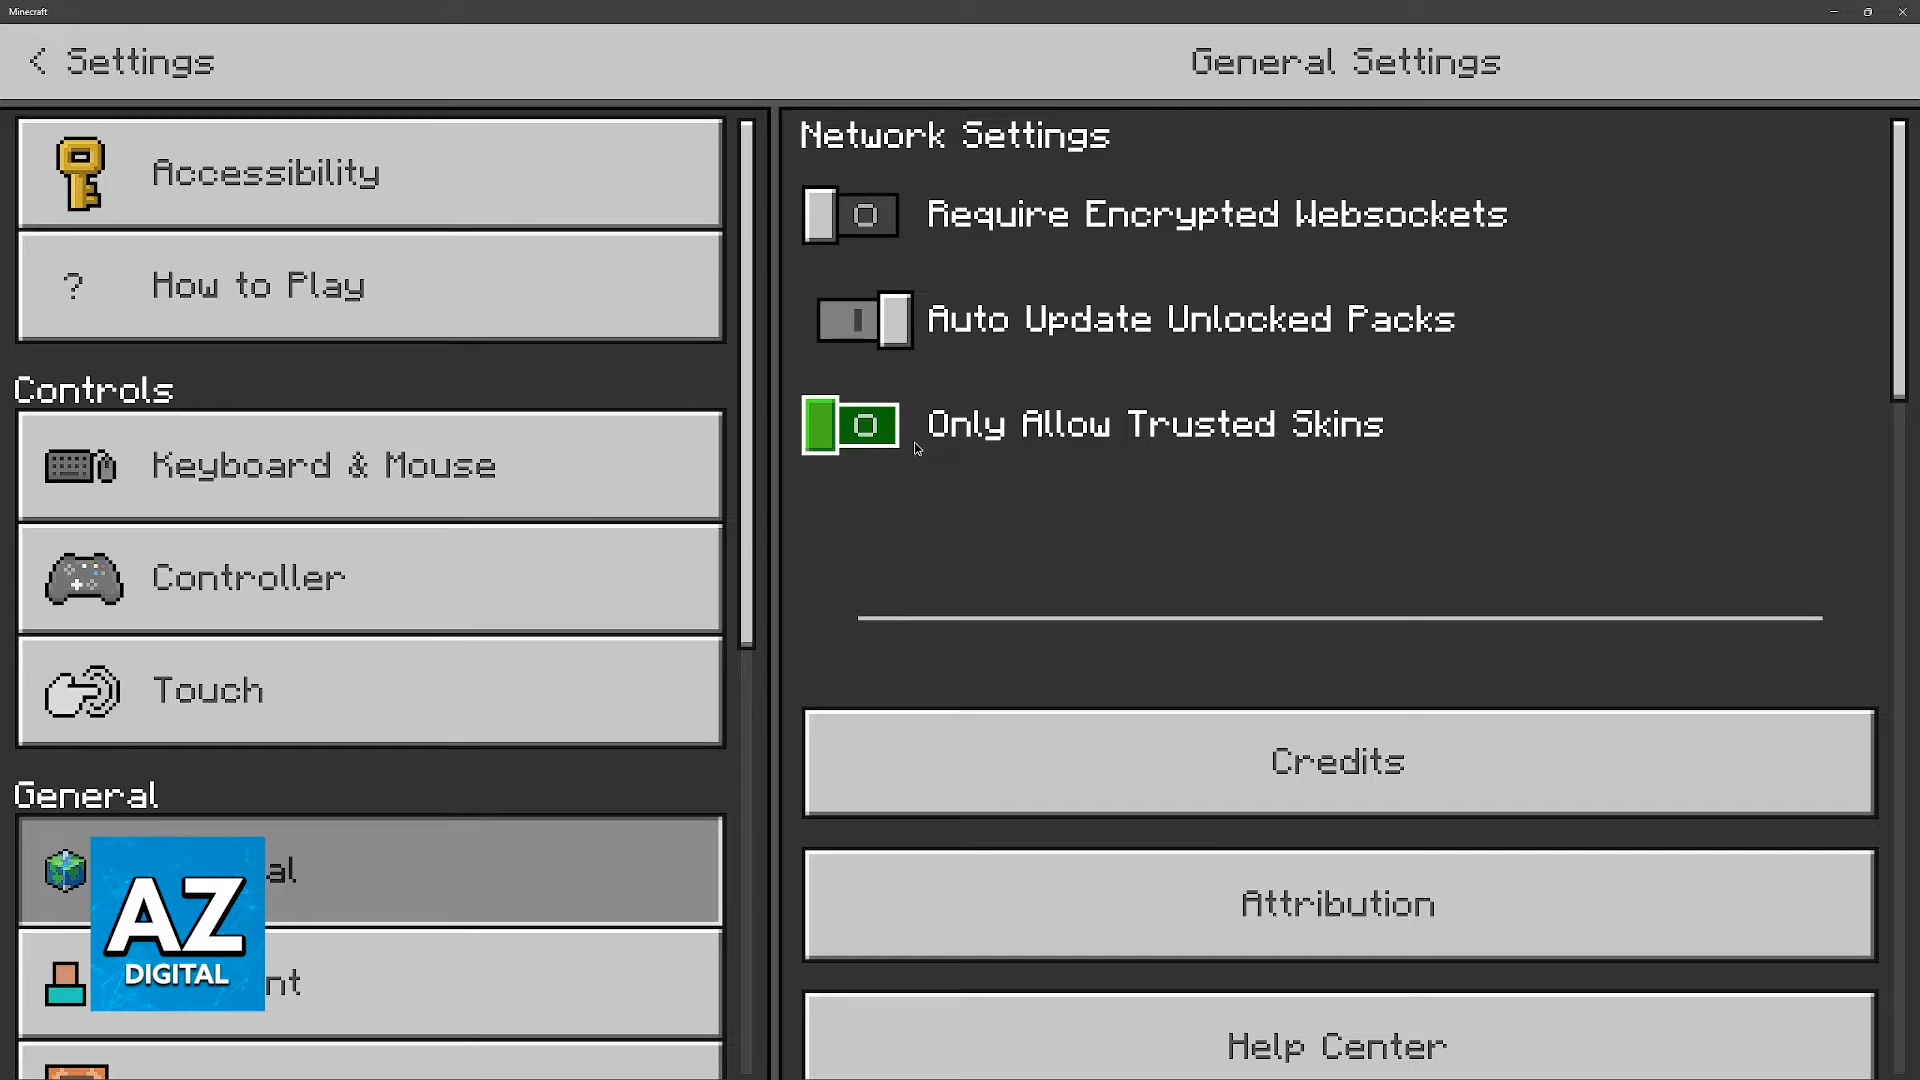 Minecraft
< Settings
General Settings
Accessibility
? How to Play
Controls
Keyboard & Mouse
Controller
Touch
General
al
nt
AZ
DIGITAL
Network Settings
Require Encrypted Websockets
Auto Update Unlocked Packs
Only Allow Trusted Skins
Credits
Attribution
Help Center